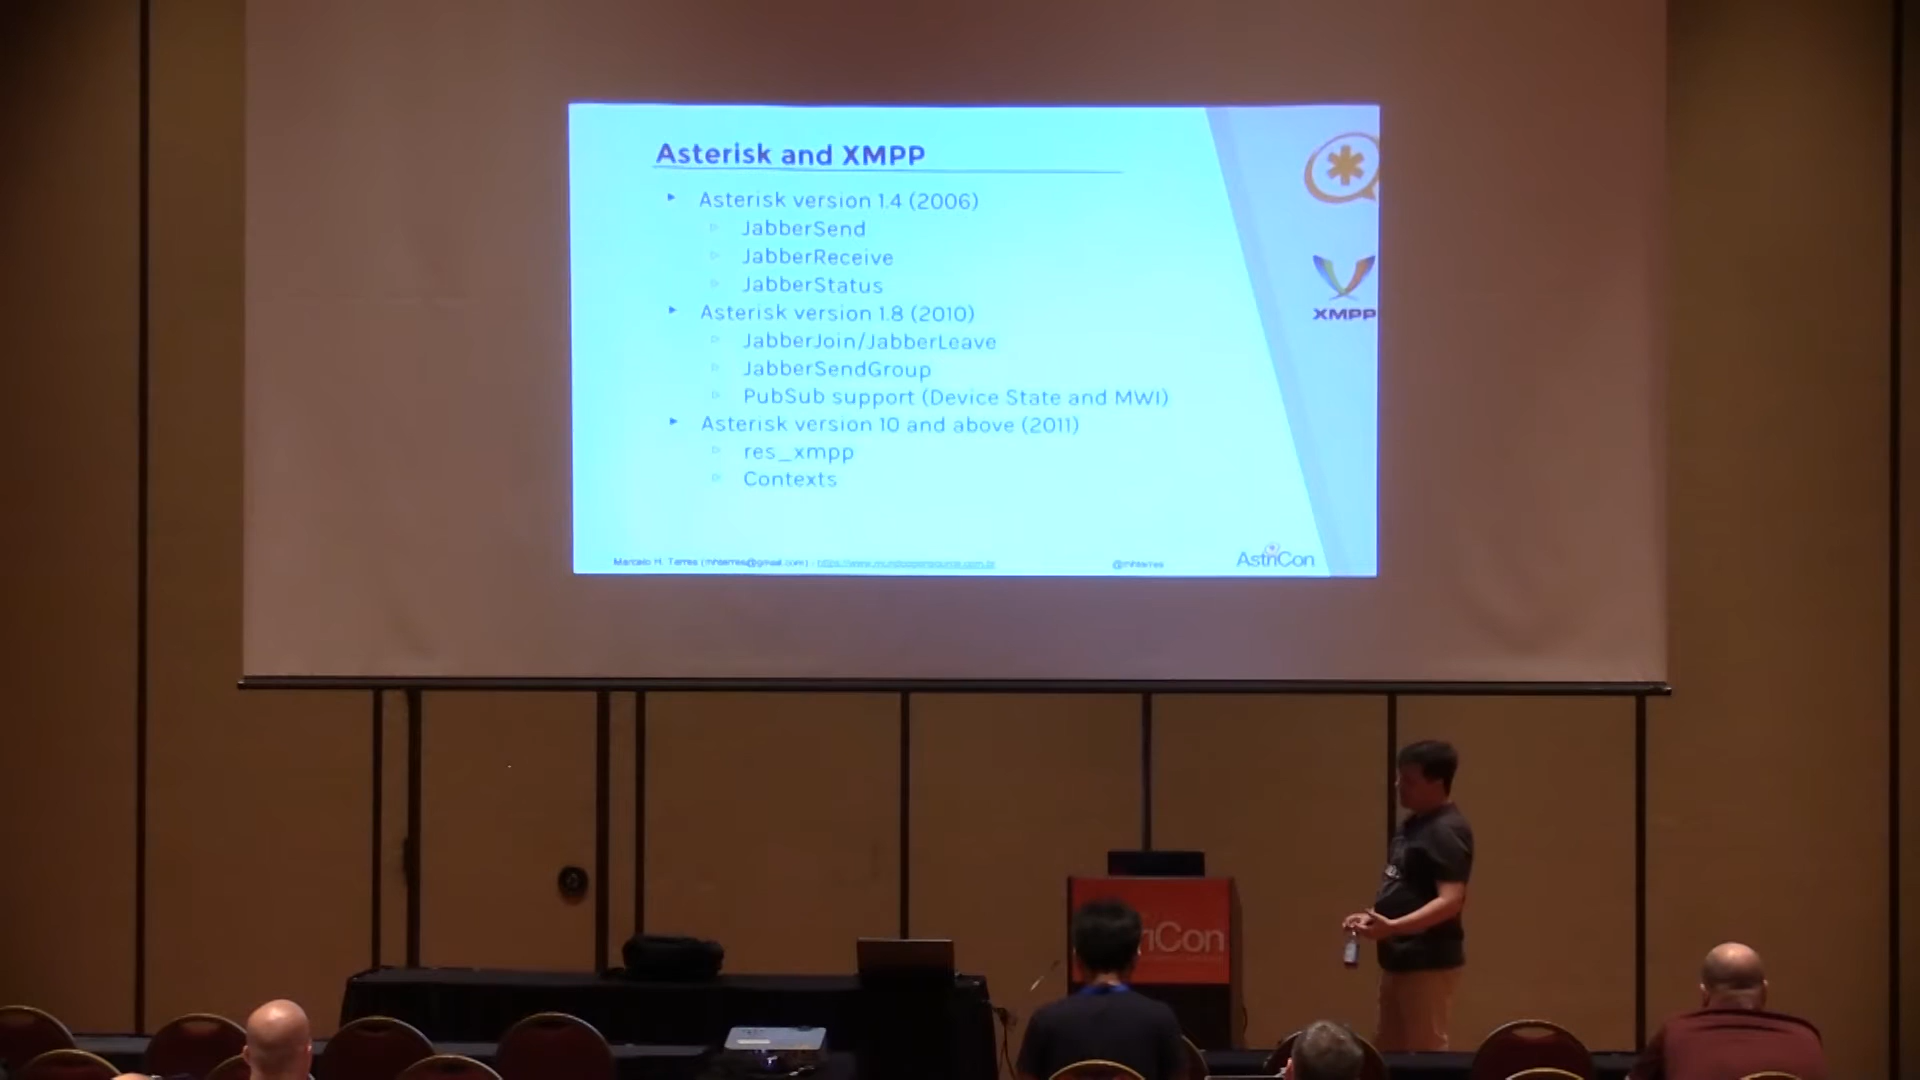 Asterisk and XMPP
Asterisk version 1.4 (2006)
JabberSend
JabberReceive
JabberStatus
Asterisk version 1.8 (2010)
JabberJoin/JabberLeave
JabberSendGroup
PubSub support (Device State and MWI)
Asterisk version 10 and above (2011)
res_xmpp
Contexts
XMPP
Marcelo H. Terres (mhterres@gmail.com) - https://www.mundoopensource.com.br
@mhterres
AstriCon
riCon